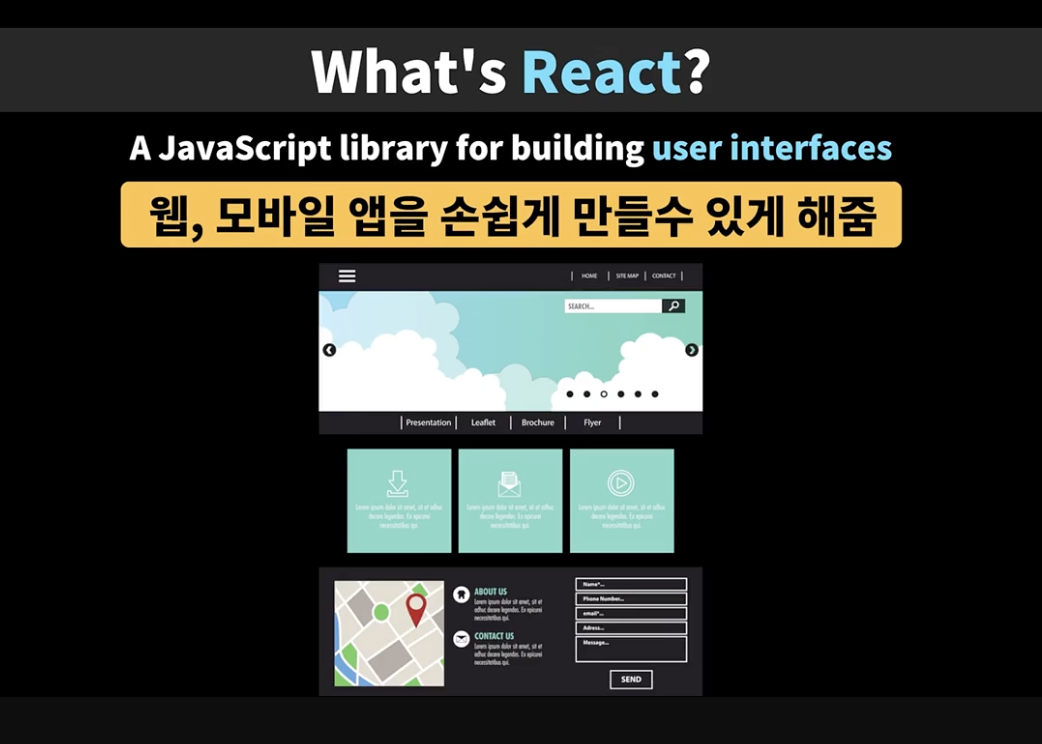 What's React?
A JavaScript library for building user interfaces
웹, 모바일 앱을 손쉽게 만들수 있게 해줌
HOME | SITE MAP | CONTACT
SEARCH...
Presentation | Leaflet | Brochure | Flyer
Lorem ipsum dolor sit amet, sit et adhuc
decore legendos. Ex epicurei
necessitatibus qui.
Lorem ipsum dolor sit amet, sit et adhuc
decore legendos. Ex epicurei
necessitatibus qui.
Lorem ipsum dolor sit amet, sit et adhuc
decore legendos. Ex epicurei
necessitatibus qui.
ABOUT US
Lorem ipsum dolor sit amet, sit et
adhuc decore legendos. Ex epicurei
necessitatibus qui.
CONTACT US
Lorem ipsum dolor sit amet, sit et
adhuc decore legendos. Ex epicurei
necessitatibus qui.
Name*...
Phone Number...
email*...
Adress...
Message...
SEND